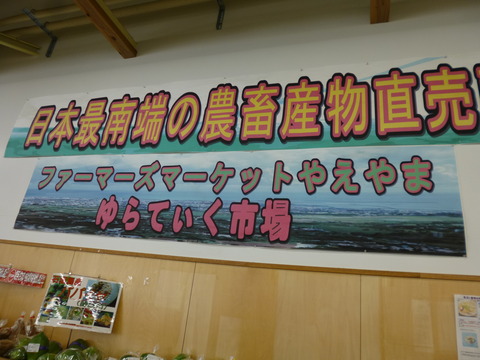 日本最南端の農畜産物直売
ファーマーズマーケットやえやま
ゆらてぃく市場